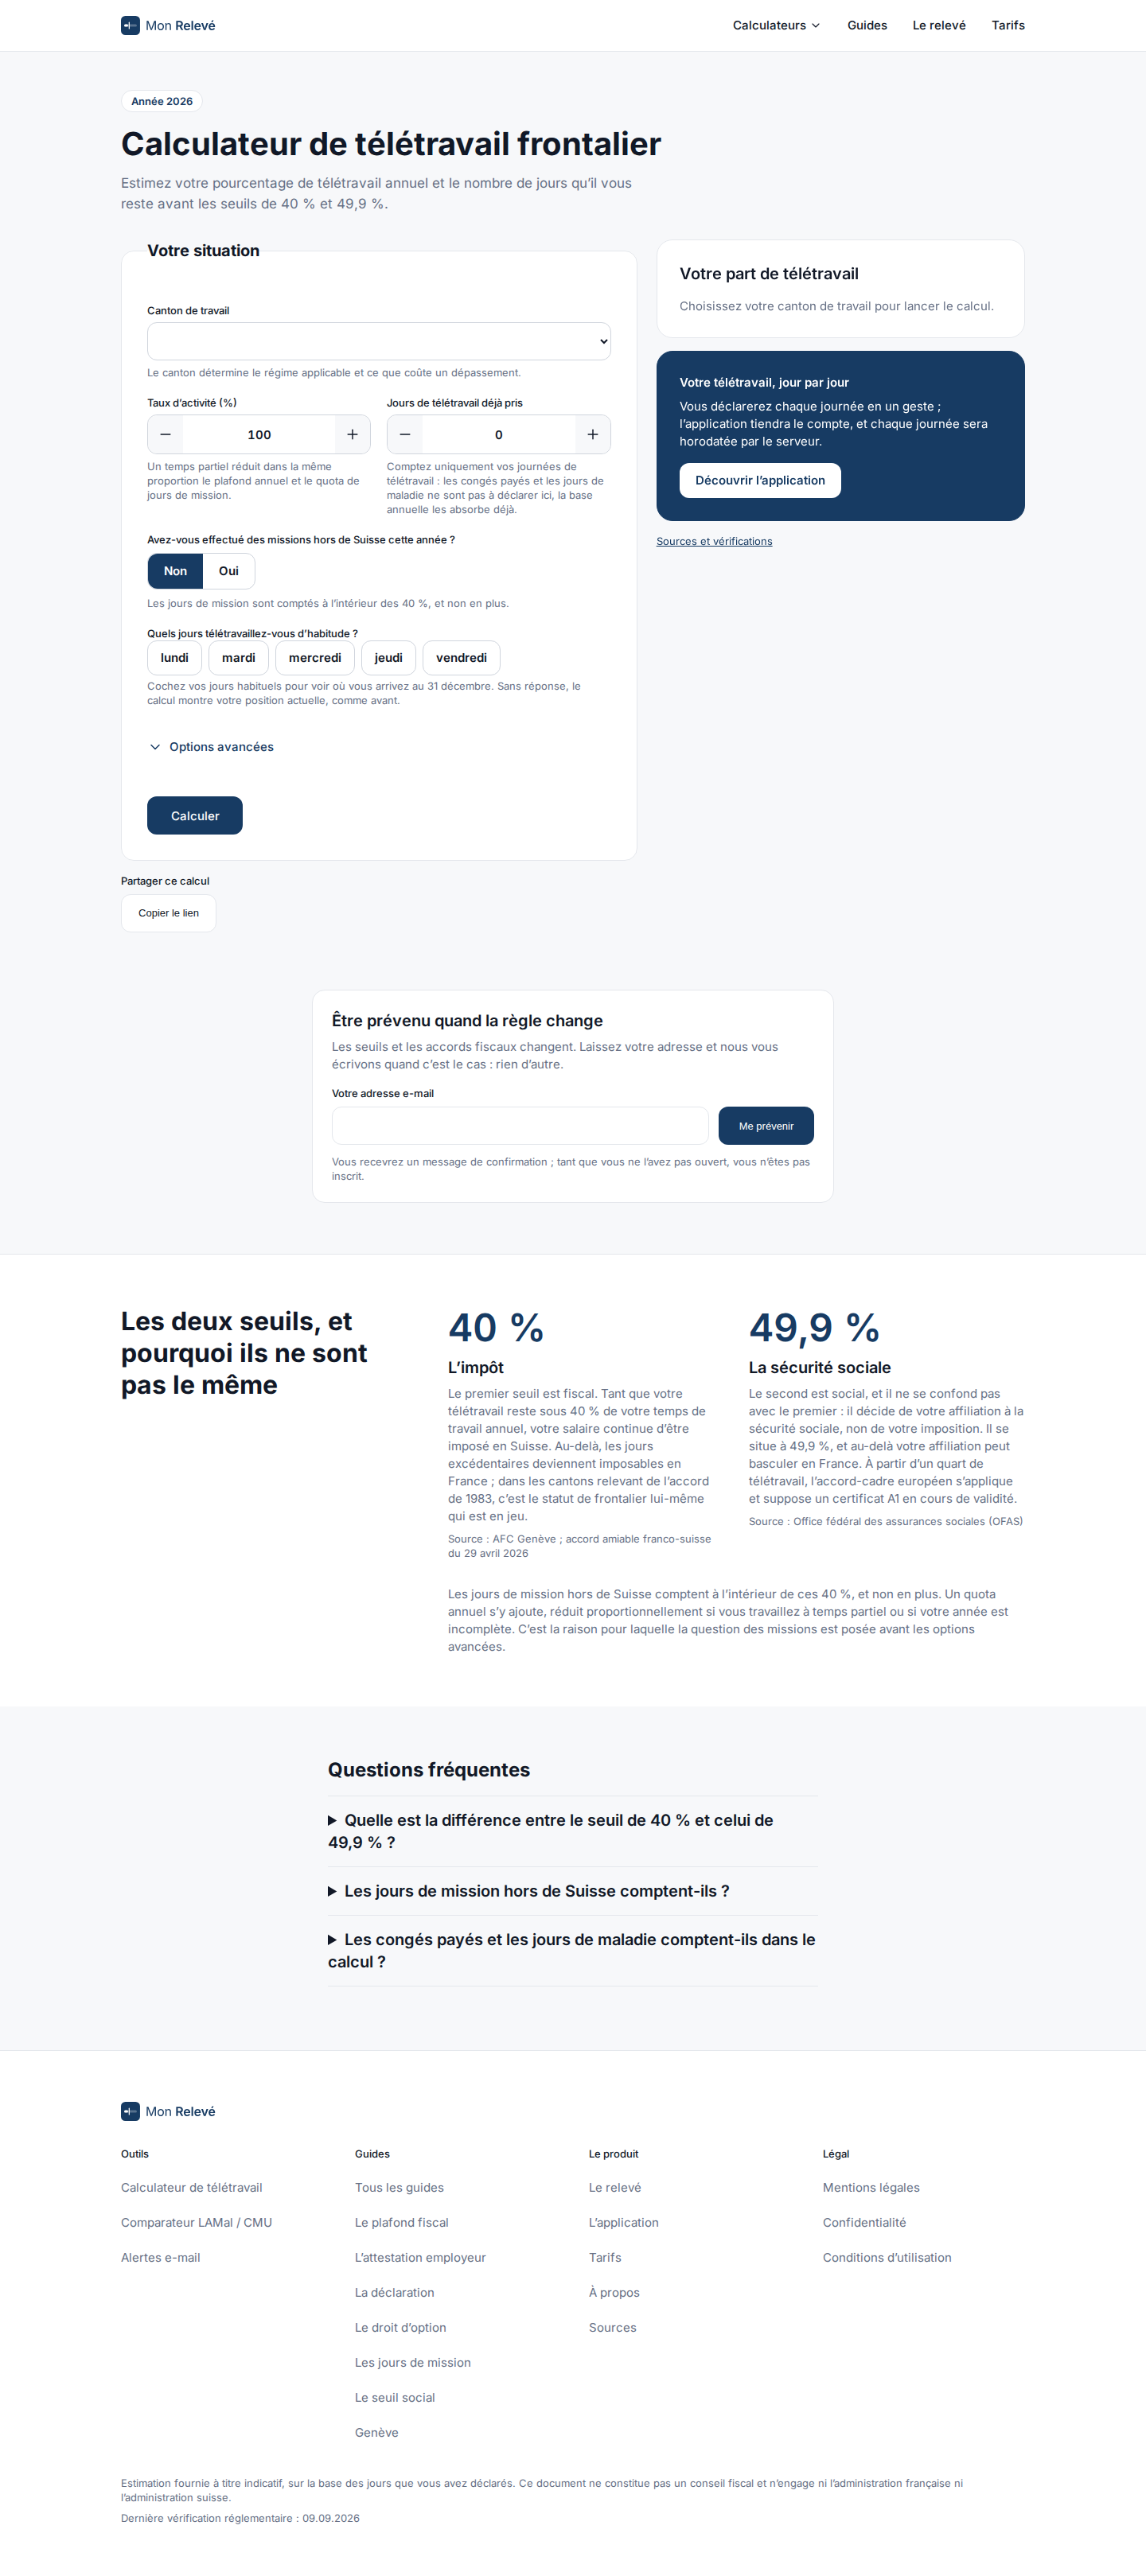 Mon Relevé
Calculateurs
Guides
Le relevé
Tarifs
Année 2026
Calculateur de télétravail frontalier
Estimez votre pourcentage de télétravail annuel et le nombre de jours qu’il vous
reste avant les seuils de 40 % et 49,9 %.
Votre situation
Canton de travail
Le canton détermine le régime applicable et ce que coûte un dépassement.
Taux d’activité (%)
− 100 +
Un temps partiel réduit dans la même
proportion le plafond annuel et le quota de
jours de mission.
Jours de télétravail déjà pris
− 0 +
Comptez uniquement vos journées de
télétravail : les congés payés et les jours de
maladie ne sont pas à déclarer ici, la base
annuelle les absorbe déjà.
Avez-vous effectué des missions hors de Suisse cette année ?
Non Oui
Les jours de mission sont comptés à l’intérieur des 40 %, et non en plus.
Quels jours télétravaillez-vous d’habitude ?
lundi mardi mercredi jeudi vendredi
Cochez vos jours habituels pour voir où vous arrivez au 31 décembre. Sans réponse, le
calcul montre votre position actuelle, comme avant.
Options avancées
Calculer
Partager ce calcul
Copier le lien
Votre part de télétravail
Choisissez votre canton de travail pour lancer le calcul.
Votre télétravail, jour par jour
Vous déclarerez chaque journée en un geste ;
l’application tiendra le compte, et chaque journée sera
horodatée par le serveur.
Découvrir l’application
Sources et vérifications
Être prévenu quand la règle change
Les seuils et les accords fiscaux changent. Laissez votre adresse et nous vous
écrivons quand c’est le cas : rien d’autre.
Votre adresse e-mail
Me prévenir
Vous recevrez un message de confirmation ; tant que vous ne l’avez pas ouvert, vous n’êtes pas
inscrit.
Les deux seuils, et
pourquoi ils ne sont
pas le même
40 %
L’impôt
Le premier seuil est fiscal. Tant que votre
télétravail reste sous 40 % de votre temps de
travail annuel, votre salaire continue d’être
imposé en Suisse. Au-delà, les jours
excédentaires deviennent imposables en
France ; dans les cantons relevant de l’accord
de 1983, c’est le statut de frontalier lui-même
qui est en jeu.
Source : AFC Genève ; accord amiable franco-suisse
du 29 avril 2026
49,9 %
La sécurité sociale
Le second est social, et il ne se confond pas
avec le premier : il décide de votre affiliation à la
sécurité sociale, non de votre imposition. Il se
situe à 49,9 %, et au-delà votre affiliation peut
basculer en France. À partir d’un quart de
télétravail, l’accord-cadre européen s’applique
et suppose un certificat A1 en cours de validité.
Source : Office fédéral des assurances sociales (OFAS)
Les jours de mission hors de Suisse comptent à l’intérieur de ces 40 %, et non en plus. Un quota
annuel s’y ajoute, réduit proportionnellement si vous travaillez à temps partiel ou si votre année est
incomplète. C’est la raison pour laquelle la question des missions est posée avant les options
avancées.
Questions fréquentes
Quelle est la différence entre le seuil de 40 % et celui de
49,9 % ?
Les jours de mission hors de Suisse comptent-ils ?
Les congés payés et les jours de maladie comptent-ils dans le
calcul ?
Mon Relevé
Outils
Calculateur de télétravail
Comparateur LAMal / CMU
Alertes e-mail
Guides
Tous les guides
Le plafond fiscal
L’attestation employeur
La déclaration
Le droit d’option
Les jours de mission
Le seuil social
Genève
Le produit
Le relevé
L’application
Tarifs
À propos
Sources
Légal
Mentions légales
Confidentialité
Conditions d’utilisation
Estimation fournie à titre indicatif, sur la base des jours que vous avez déclarés. Ce document ne constitue pas un conseil fiscal et n’engage ni l’administration française ni
l’administration suisse.
Dernière vérification réglementaire : 09.09.2026